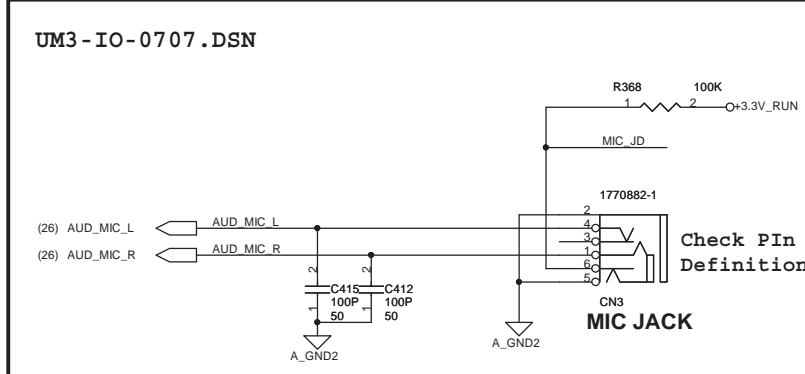 UM3-IO-0707.DSN
R368 100K
1 2 +3.3V_RUN
MIC_JD
1770882-1
2
(26) AUD_MIC_L AUD_MIC_L 4
3
(26) AUD_MIC_R AUD_MIC_R 1
6
5
Check PIn
Definition
2 2
C415 C412
100P 100P
50 50
1 1
CN3
MIC JACK
A_GND2 A_GND2